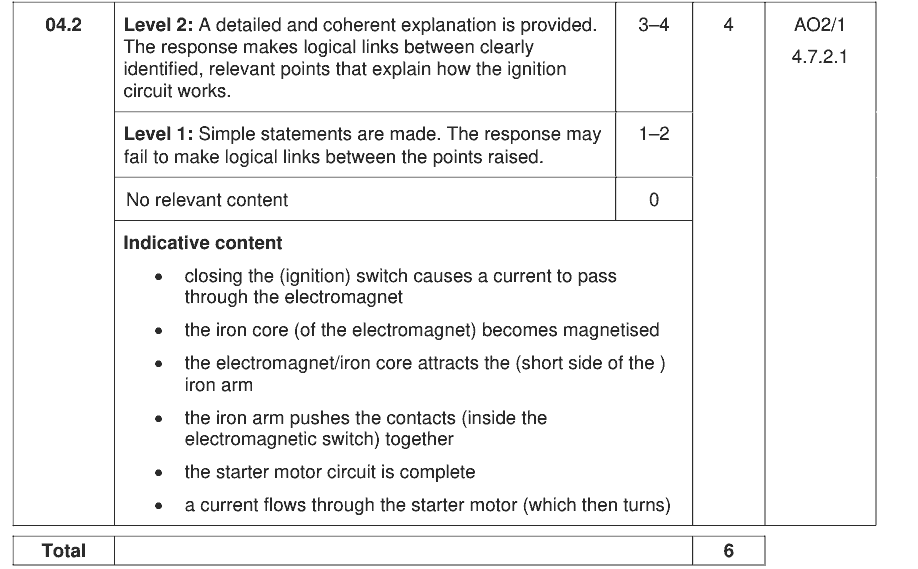 04.2 Level 2: A detailed and coherent explanation is provided. 3–4 4 AO2/1
The response makes logical links between clearly 4.7.2.1
identified, relevant points that explain how the ignition
circuit works.
Level 1: Simple statements are made. The response may 1–2
fail to make logical links between the points raised.
No relevant content 0
Indicative content
• closing the (ignition) switch causes a current to pass
through the electromagnet
• the iron core (of the electromagnet) becomes magnetised
• the electromagnet/iron core attracts the (short side of the )
iron arm
• the iron arm pushes the contacts (inside the
electromagnetic switch) together
• the starter motor circuit is complete
• a current flows through the starter motor (which then turns)
Total 6